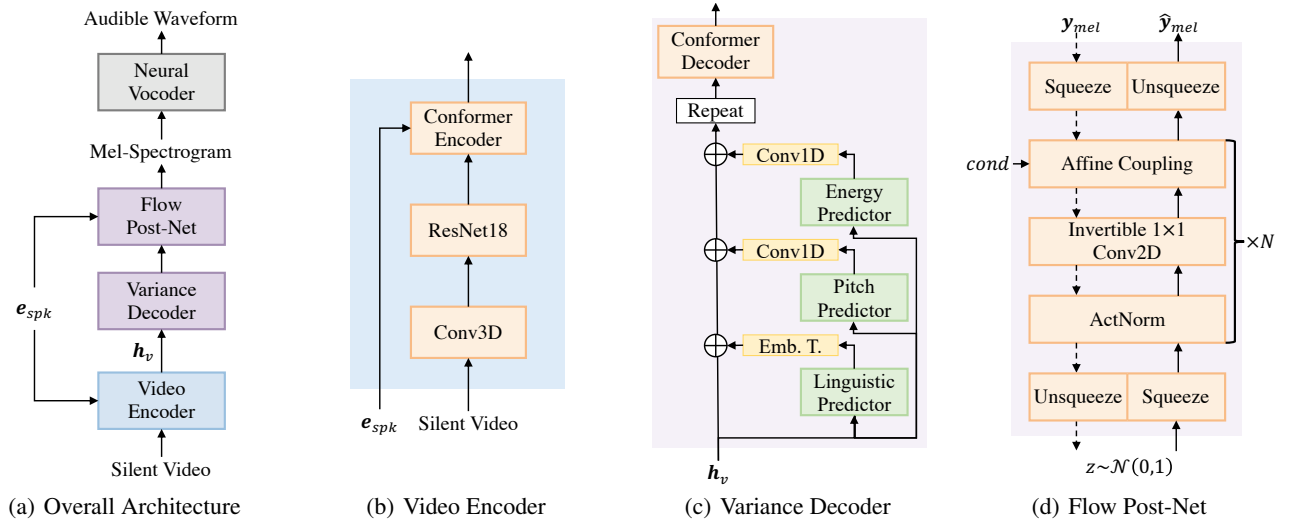 Audible Waveform
Neural
Vocoder
Mel-Spectrogram
Flow
Post-Net
Variance
Decoder
e_spk
h_v
Video
Encoder
Silent Video
(a) Overall Architecture
Conformer
Encoder
ResNet18
Conv3D
e_spk
Silent Video
(b) Video Encoder
Conformer
Decoder
Repeat
Conv1D
Energy
Predictor
Conv1D
Pitch
Predictor
Emb. T.
Linguistic
Predictor
h_v
(c) Variance Decoder
y_mel ŷ_mel
Squeeze Unsqueeze
cond
Affine Coupling
Invertible 1×1
Conv2D
×N
ActNorm
Unsqueeze Squeeze
z~𝒩(0,1)
(d) Flow Post-Net